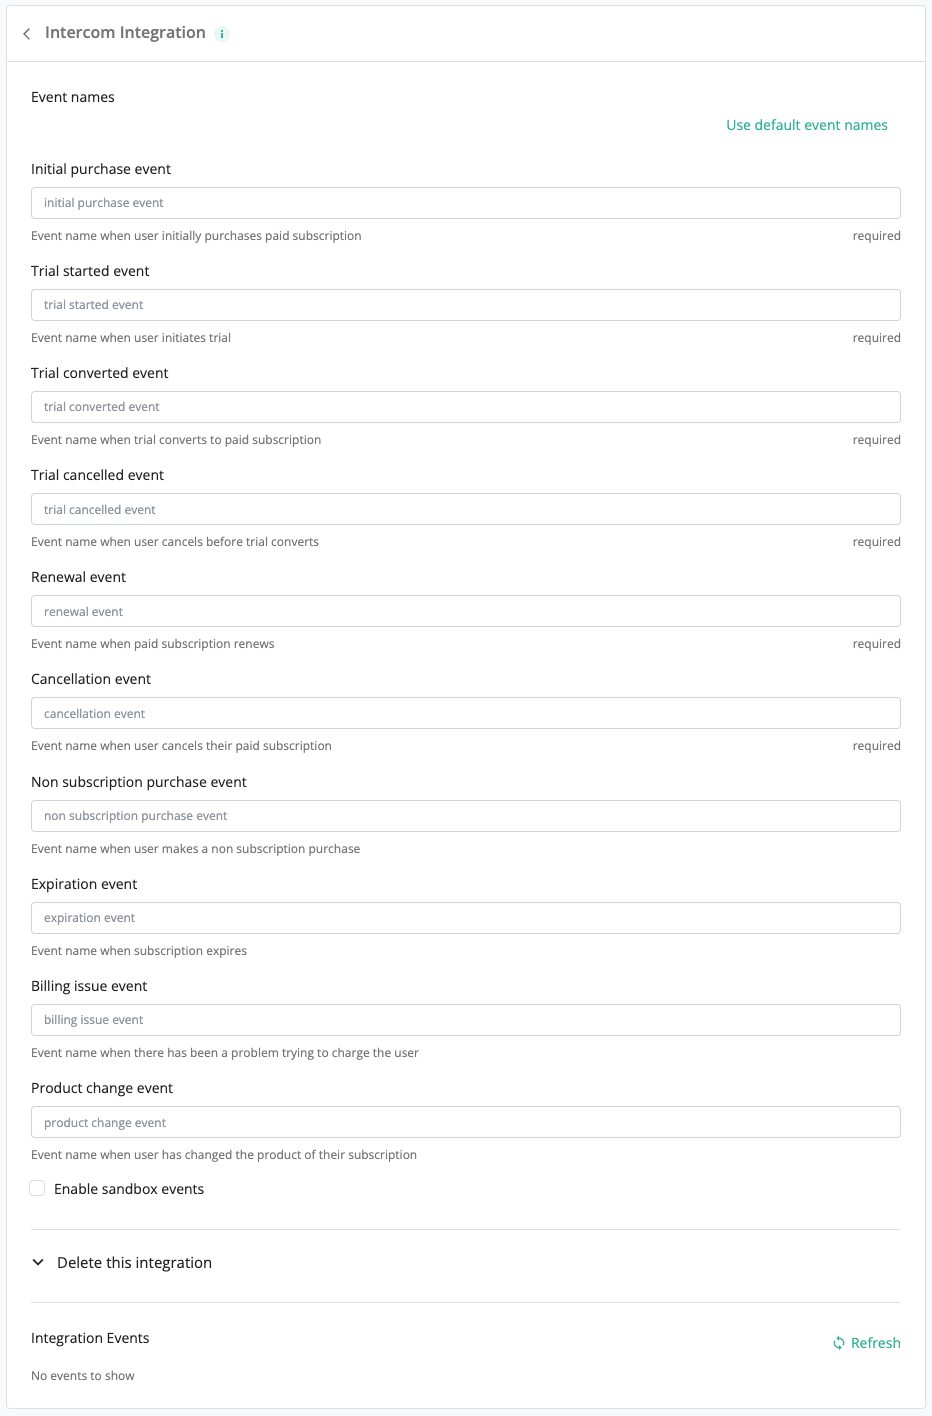 Intercom Integration
Event names
Use default event names
Initial purchase event
initial purchase event
Event name when user initially purchases paid subscription required
Trial started event
trial started event
Event name when user initiates trial required
Trial converted event
trial converted event
Event name when trial converts to paid subscription required
Trial cancelled event
trial cancelled event
Event name when user cancels before trial converts required
Renewal event
renewal event
Event name when paid subscription renews required
Cancellation event
cancellation event
Event name when user cancels their paid subscription required
Non subscription purchase event
non subscription purchase event
Event name when user makes a non subscription purchase
Expiration event
expiration event
Event name when subscription expires
Billing issue event
billing issue event
Event name when there has been a problem trying to charge the user
Product change event
product change event
Event name when user has changed the product of their subscription
Enable sandbox events
Delete this integration
Integration Events
Refresh
No events to show